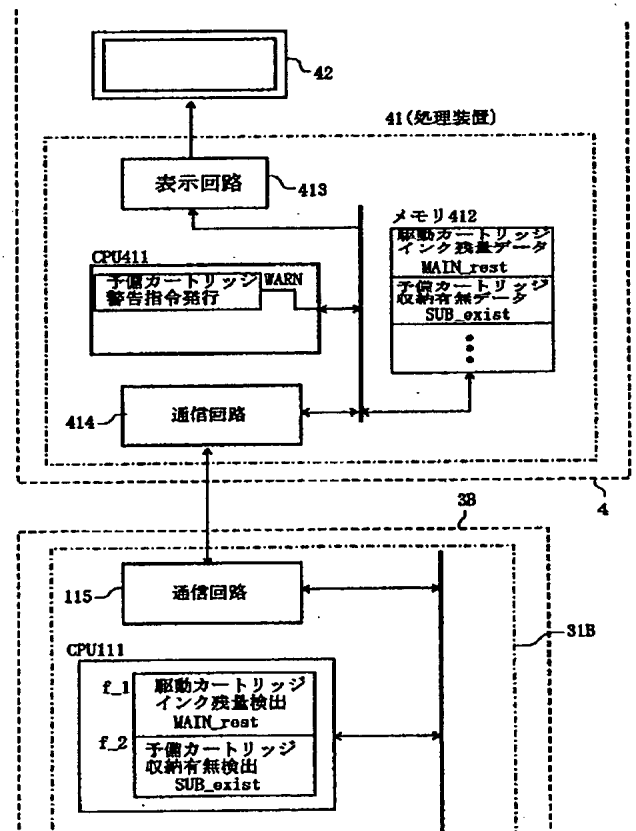 42
41(処理装置)
表示回路
413
メモリ412
駆動カートリッジ
インク残量データ
MAIN_rest
予備カートリッジ
収納有無データ
SUB_exist
CPU411
予備カートリッジ
警告指令発行
WARN
414
通信回路
4
3B
115
通信回路
31B
CPU111
f_1
駆動カートリッジ
インク残量検出
MAIN_rest
f_2
予備カートリッジ
収納有無検出
SUB_exist